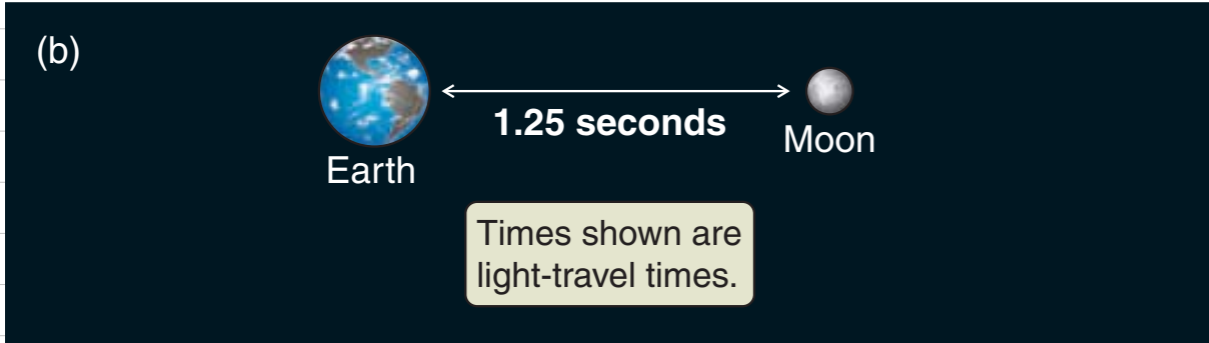 (b)
1.25 seconds
Earth
Moon
Times shown are
light-travel times.